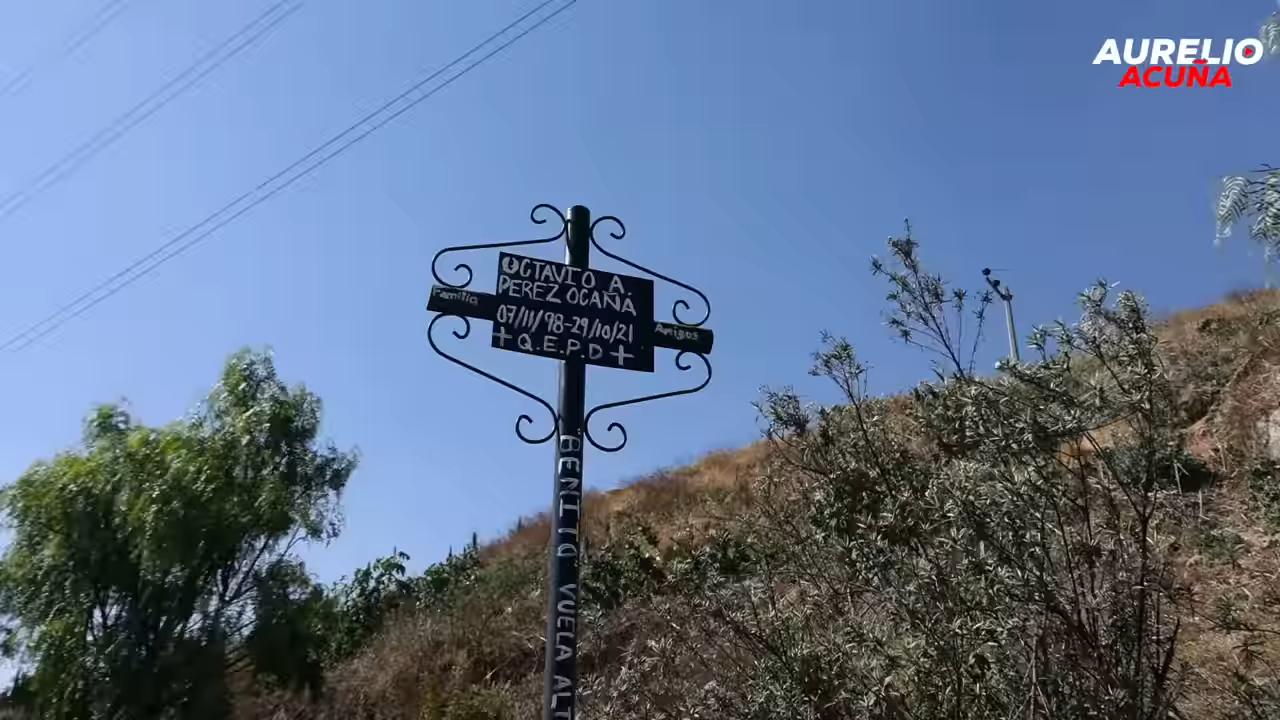 AURELIO
ACUÑA
OCTAVIO A.
PEREZ OCAÑA
Familia
07/11/98-29/10/21
Amigos
+Q.E.P.D+
BENITO VUELA ALT